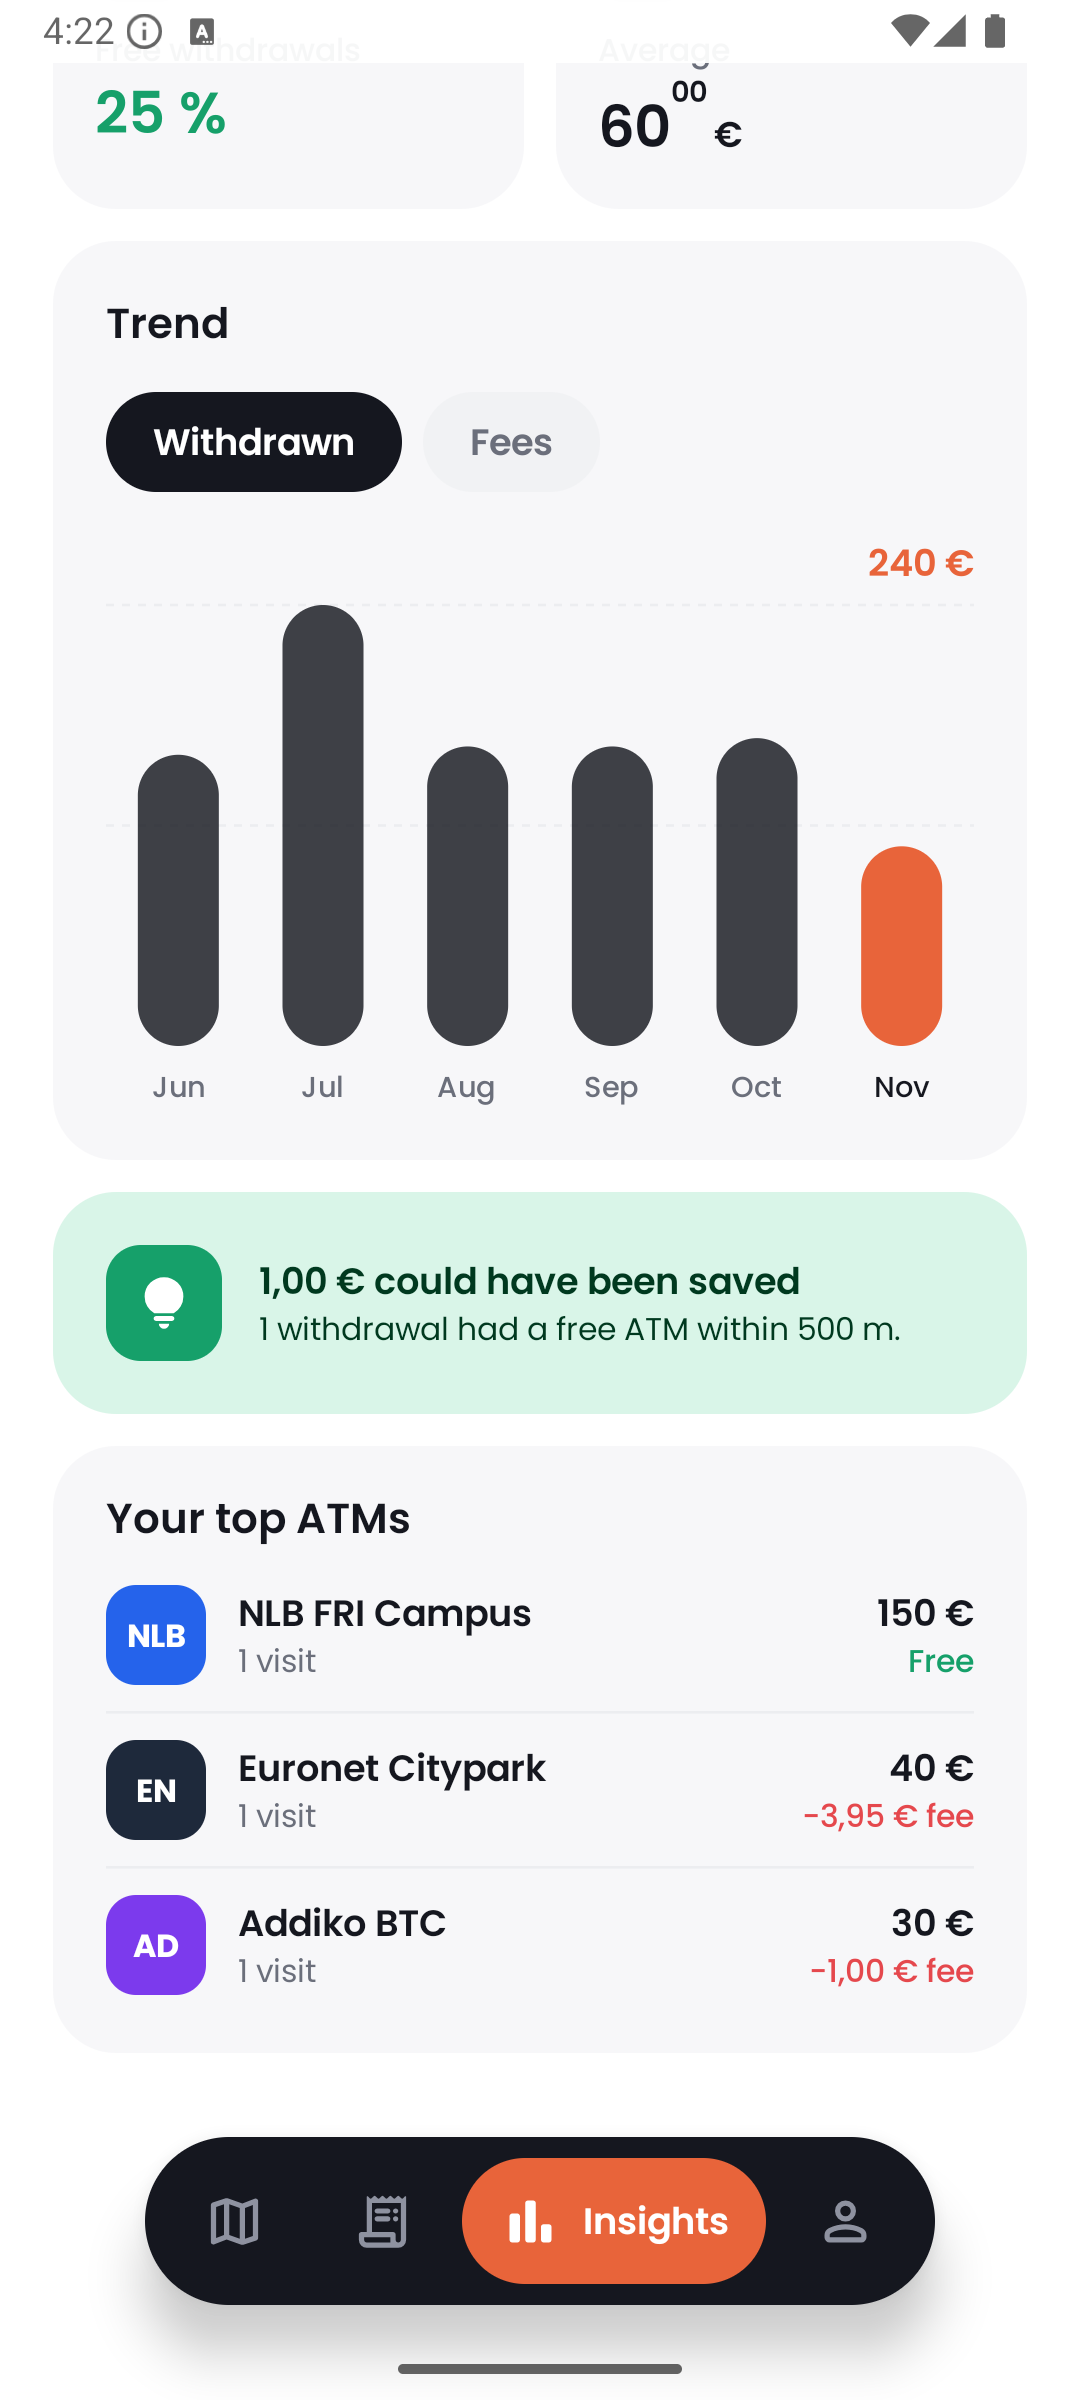 4:22
Free withdrawals
Average
25 %
60 00 €
Trend
Withdrawn
Fees
240 €
Jun
Jul
Aug
Sep
Oct
Nov
1,00 € could have been saved
1 withdrawal had a free ATM within 500 m.
Your top ATMs
NLB
NLB FRI Campus
150 €
1 visit
Free
EN
Euronet Citypark
40 €
1 visit
-3,95 € fee
AD
Addiko BTC
30 €
1 visit
-1,00 € fee
Insights